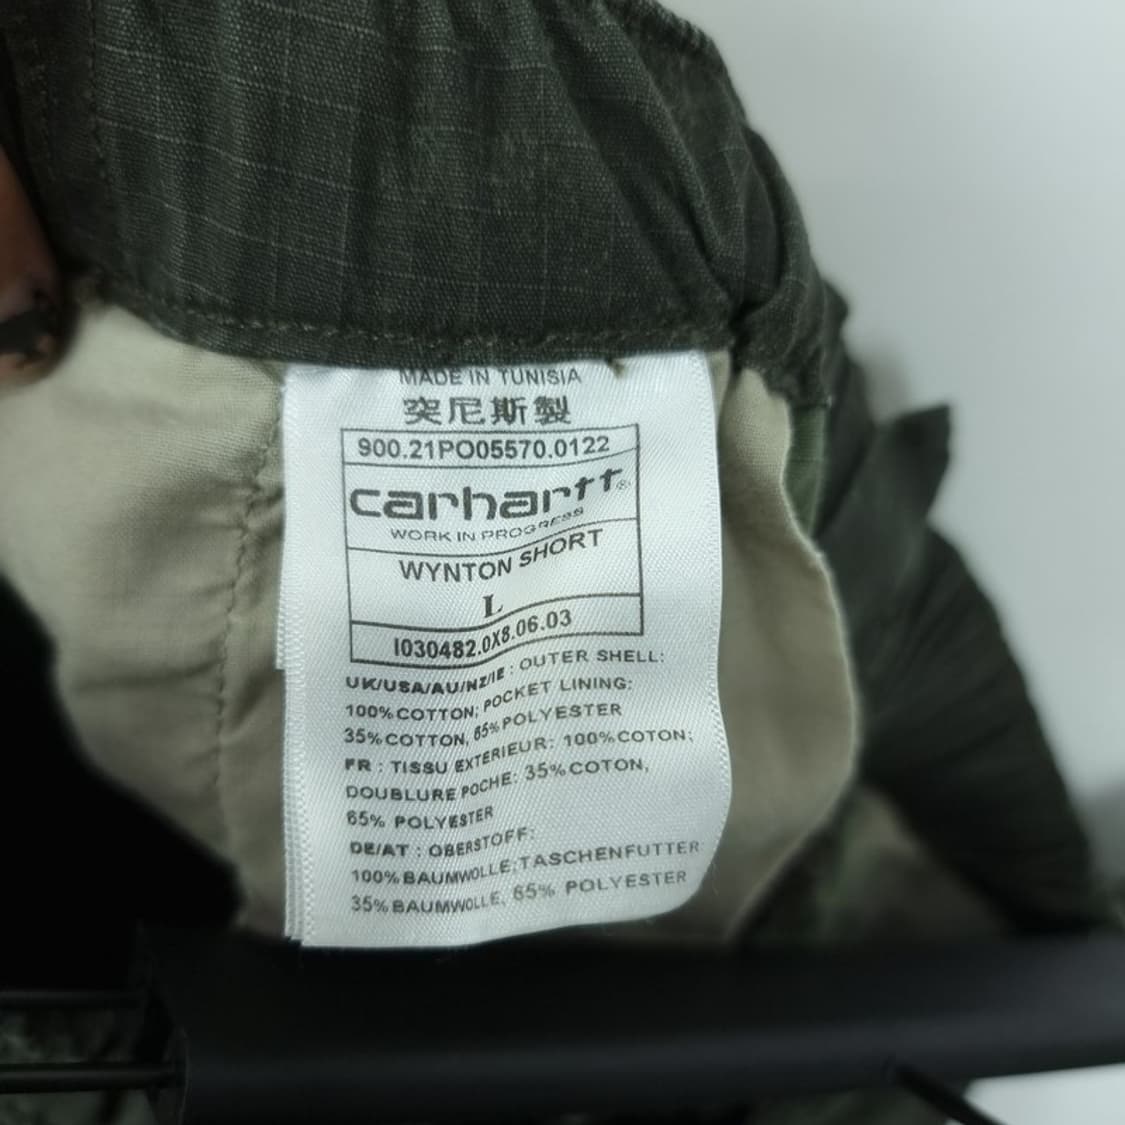 MADE IN TUNISIA
突尼斯製
900.21PO05570.0122
carhartt®
WORK IN PROGRESS
WYNTON SHORT
L
I030482.0X8.06.03
UK/USA/AU/NZ/IE : OUTER SHELL:
100%COTTON; POCKET LINING:
35%COTTON, 65%POLYESTER
FR : TISSU EXTERIEUR: 100%COTON;
DOUBLURE POCHE: 35%COTON,
65% POLYESTER
DE/AT : OBERSTOFF:
100%BAUMWOLLE;TASCHENFUTTER
35%BAUMWOLLE, 65% POLYESTER